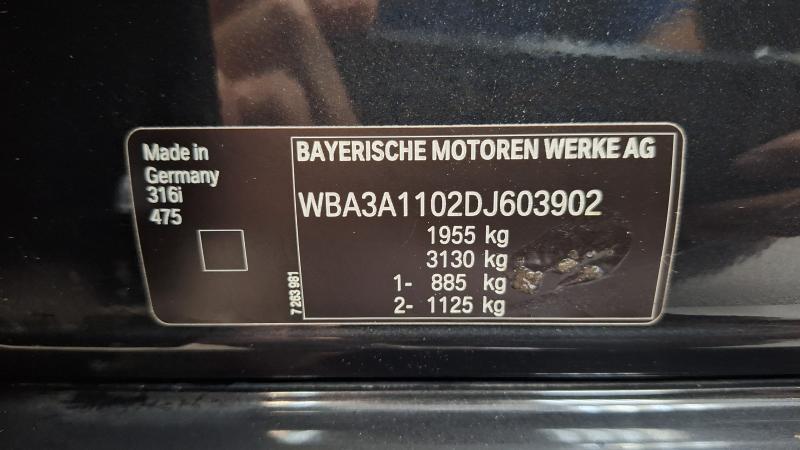 Made in
Germany
316i
475
7 263 981
BAYERISCHE MOTOREN WERKE AG
WBA3A1102DJ603902
1955 kg
3130 kg
1- 885 kg
2- 1125 kg